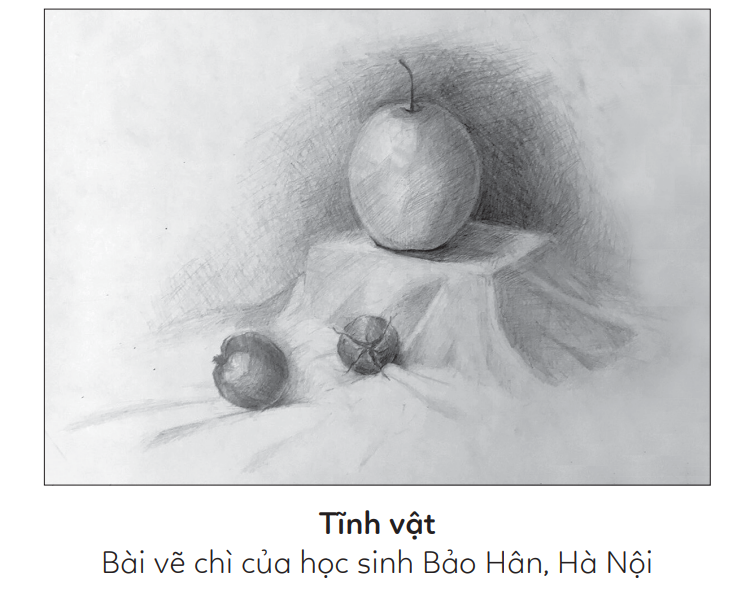 Tĩnh vật
Bài vẽ chì của học sinh Bảo Hân, Hà Nội